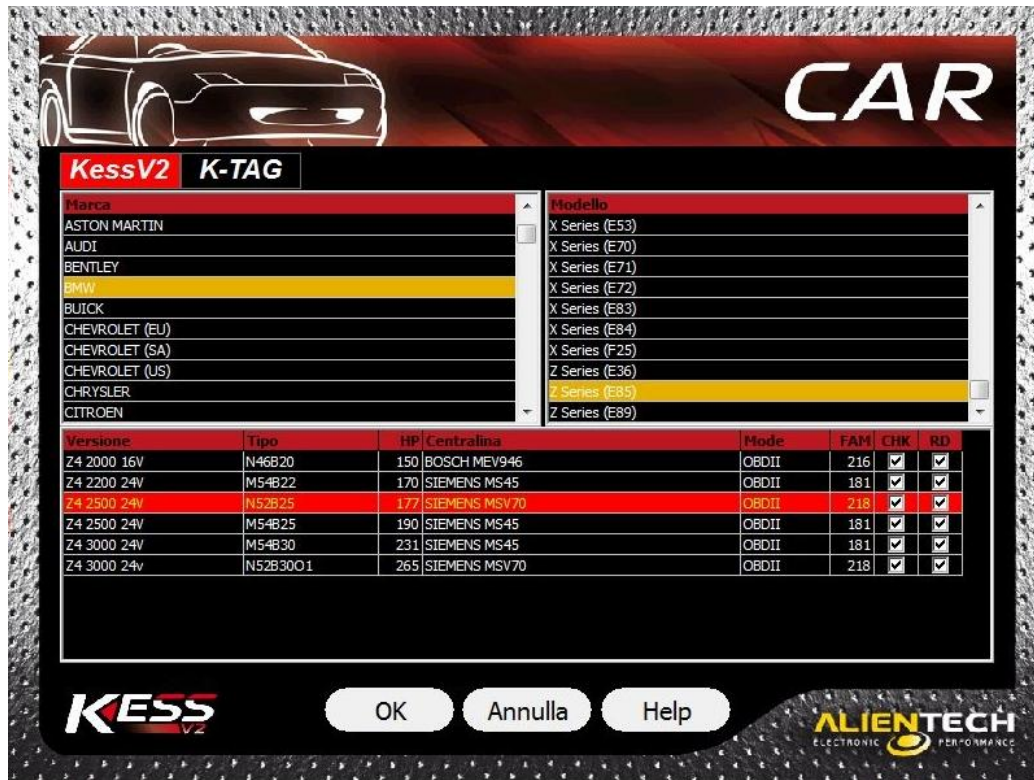 CAR
KessV2 K-TAG
Marca
ASTON MARTIN
AUDI
BENTLEY
BMW
BUICK
CHEVROLET (EU)
CHEVROLET (SA)
CHEVROLET (US)
CHRYSLER
CITROEN
Modello
X Series (E53)
X Series (E70)
X Series (E71)
X Series (E72)
X Series (E83)
X Series (E84)
X Series (F25)
Z Series (E36)
Z Series (E85)
Z Series (E89)
Versione Tipo HP Centralina Mode FAM CHK RD
Z4 2000 16V N46B20 150 BOSCH MEV946 OBDII 216
Z4 2200 24V M54B22 170 SIEMENS MS45 OBDII 181
Z4 2500 24V N52B25 177 SIEMENS MSV70 OBDII 218
Z4 2500 24V M54B25 190 SIEMENS MS45 OBDII 181
Z4 3000 24V M54B30 231 SIEMENS MS45 OBDII 181
Z4 3000 24v N52B30O1 265 SIEMENS MSV70 OBDII 218
KESS V2
OK Annulla Help
ALIENTECH
ELECTRONIC PERFORMANCE